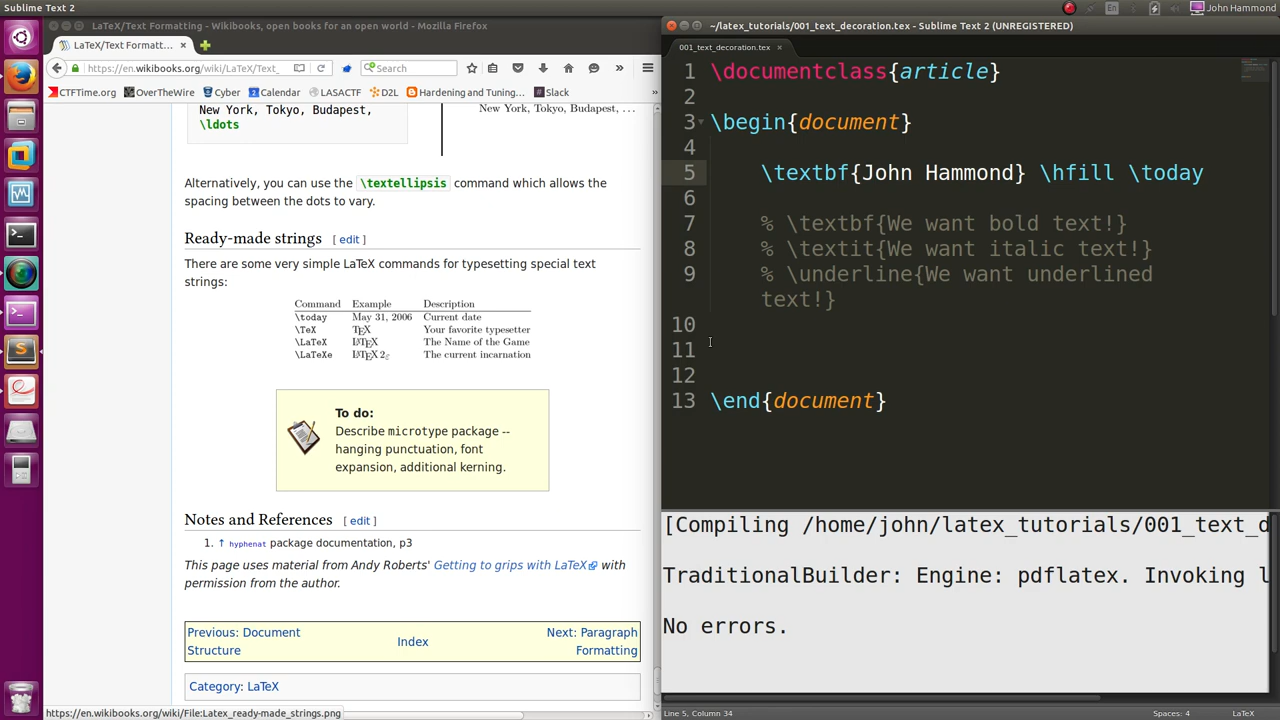 Sublime Text 2
En
John Hammond
LaTeX/Text Formatting - Wikibooks, open books for an open world - Mozilla Firefox
LaTeX/Text Formatt...
https://en.wikibooks.org/wiki/LaTeX/Text_
Search
CTFTime.org OverTheWire Cyber Calendar LASACTF D2L Hardening and Tuning... Slack »
New York, Tokyo, Budapest,
\ldots
New York, Tokyo, Budapest, ...
Alternatively, you can use the \textellipsis command which allows the
spacing between the dots to vary.
Ready-made strings [ edit ]
There are some very simple LaTeX commands for typesetting special text
strings:
Command Example Description
\today May 31, 2006 Current date
\TeX TEX Your favorite typesetter
\LaTeX LATEX The Name of the Game
\LaTeXe LATEX 2ε The current incarnation
To do:
Describe microtype package --
hanging punctuation, font
expansion, additional kerning.
Notes and References [ edit ]
1. ↑ hyphenat package documentation, p3
This page uses material from Andy Roberts' Getting to grips with LaTeX with
permission from the author.
Previous: Document
Structure
Index
Next: Paragraph
Formatting
Category: LaTeX
https://en.wikibooks.org/wiki/File:Latex_ready-made_strings.png
~/latex_tutorials/001_text_decoration.tex - Sublime Text 2 (UNREGISTERED)
001_text_decoration.tex ×
1 \documentclass{article}
2
3 \begin{document}
4
5 \textbf{John Hammond} \hfill \today
6
7 % \textbf{We want bold text!}
8 % \textit{We want italic text!}
9 % \underline{We want underlined
text!}
10
11
12
13 \end{document}
[Compiling /home/john/latex_tutorials/001_text_d
TraditionalBuilder: Engine: pdflatex. Invoking l
No errors.
Line 5, Column 34
Spaces: 4
LaTeX